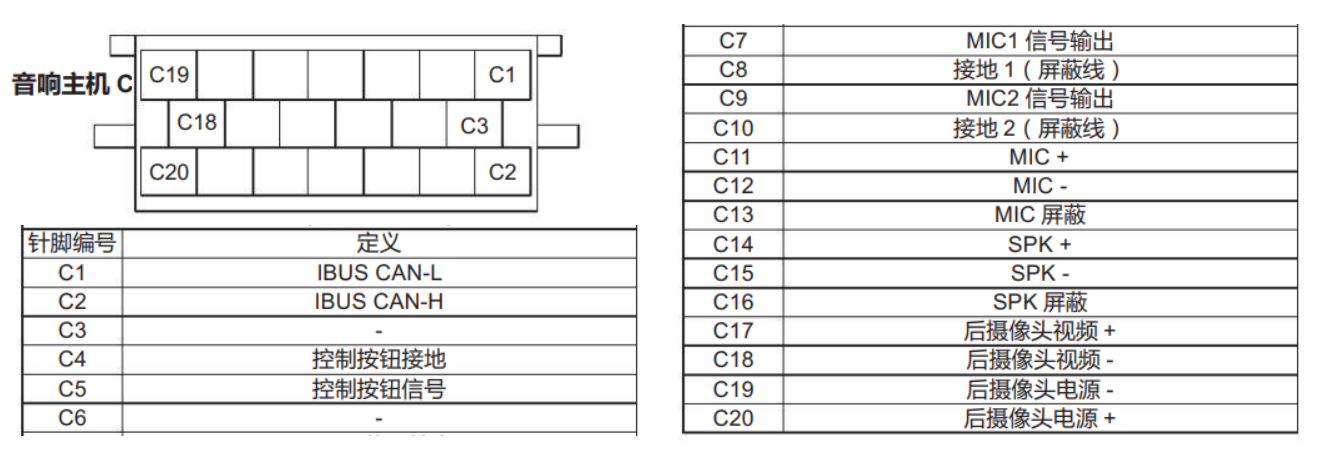 音响主机 C
C19 C1
C18 C3
C20 C2
针脚编号 定义
C1 IBUS CAN-L
C2 IBUS CAN-H
C3 -
C4 控制按钮接地
C5 控制按钮信号
C6 -
C7 MIC1 信号输出
C8 接地 1（屏蔽线）
C9 MIC2 信号输出
C10 接地 2（屏蔽线）
C11 MIC +
C12 MIC -
C13 MIC 屏蔽
C14 SPK +
C15 SPK -
C16 SPK 屏蔽
C17 后摄像头视频 +
C18 后摄像头视频 -
C19 后摄像头电源 -
C20 后摄像头电源 +